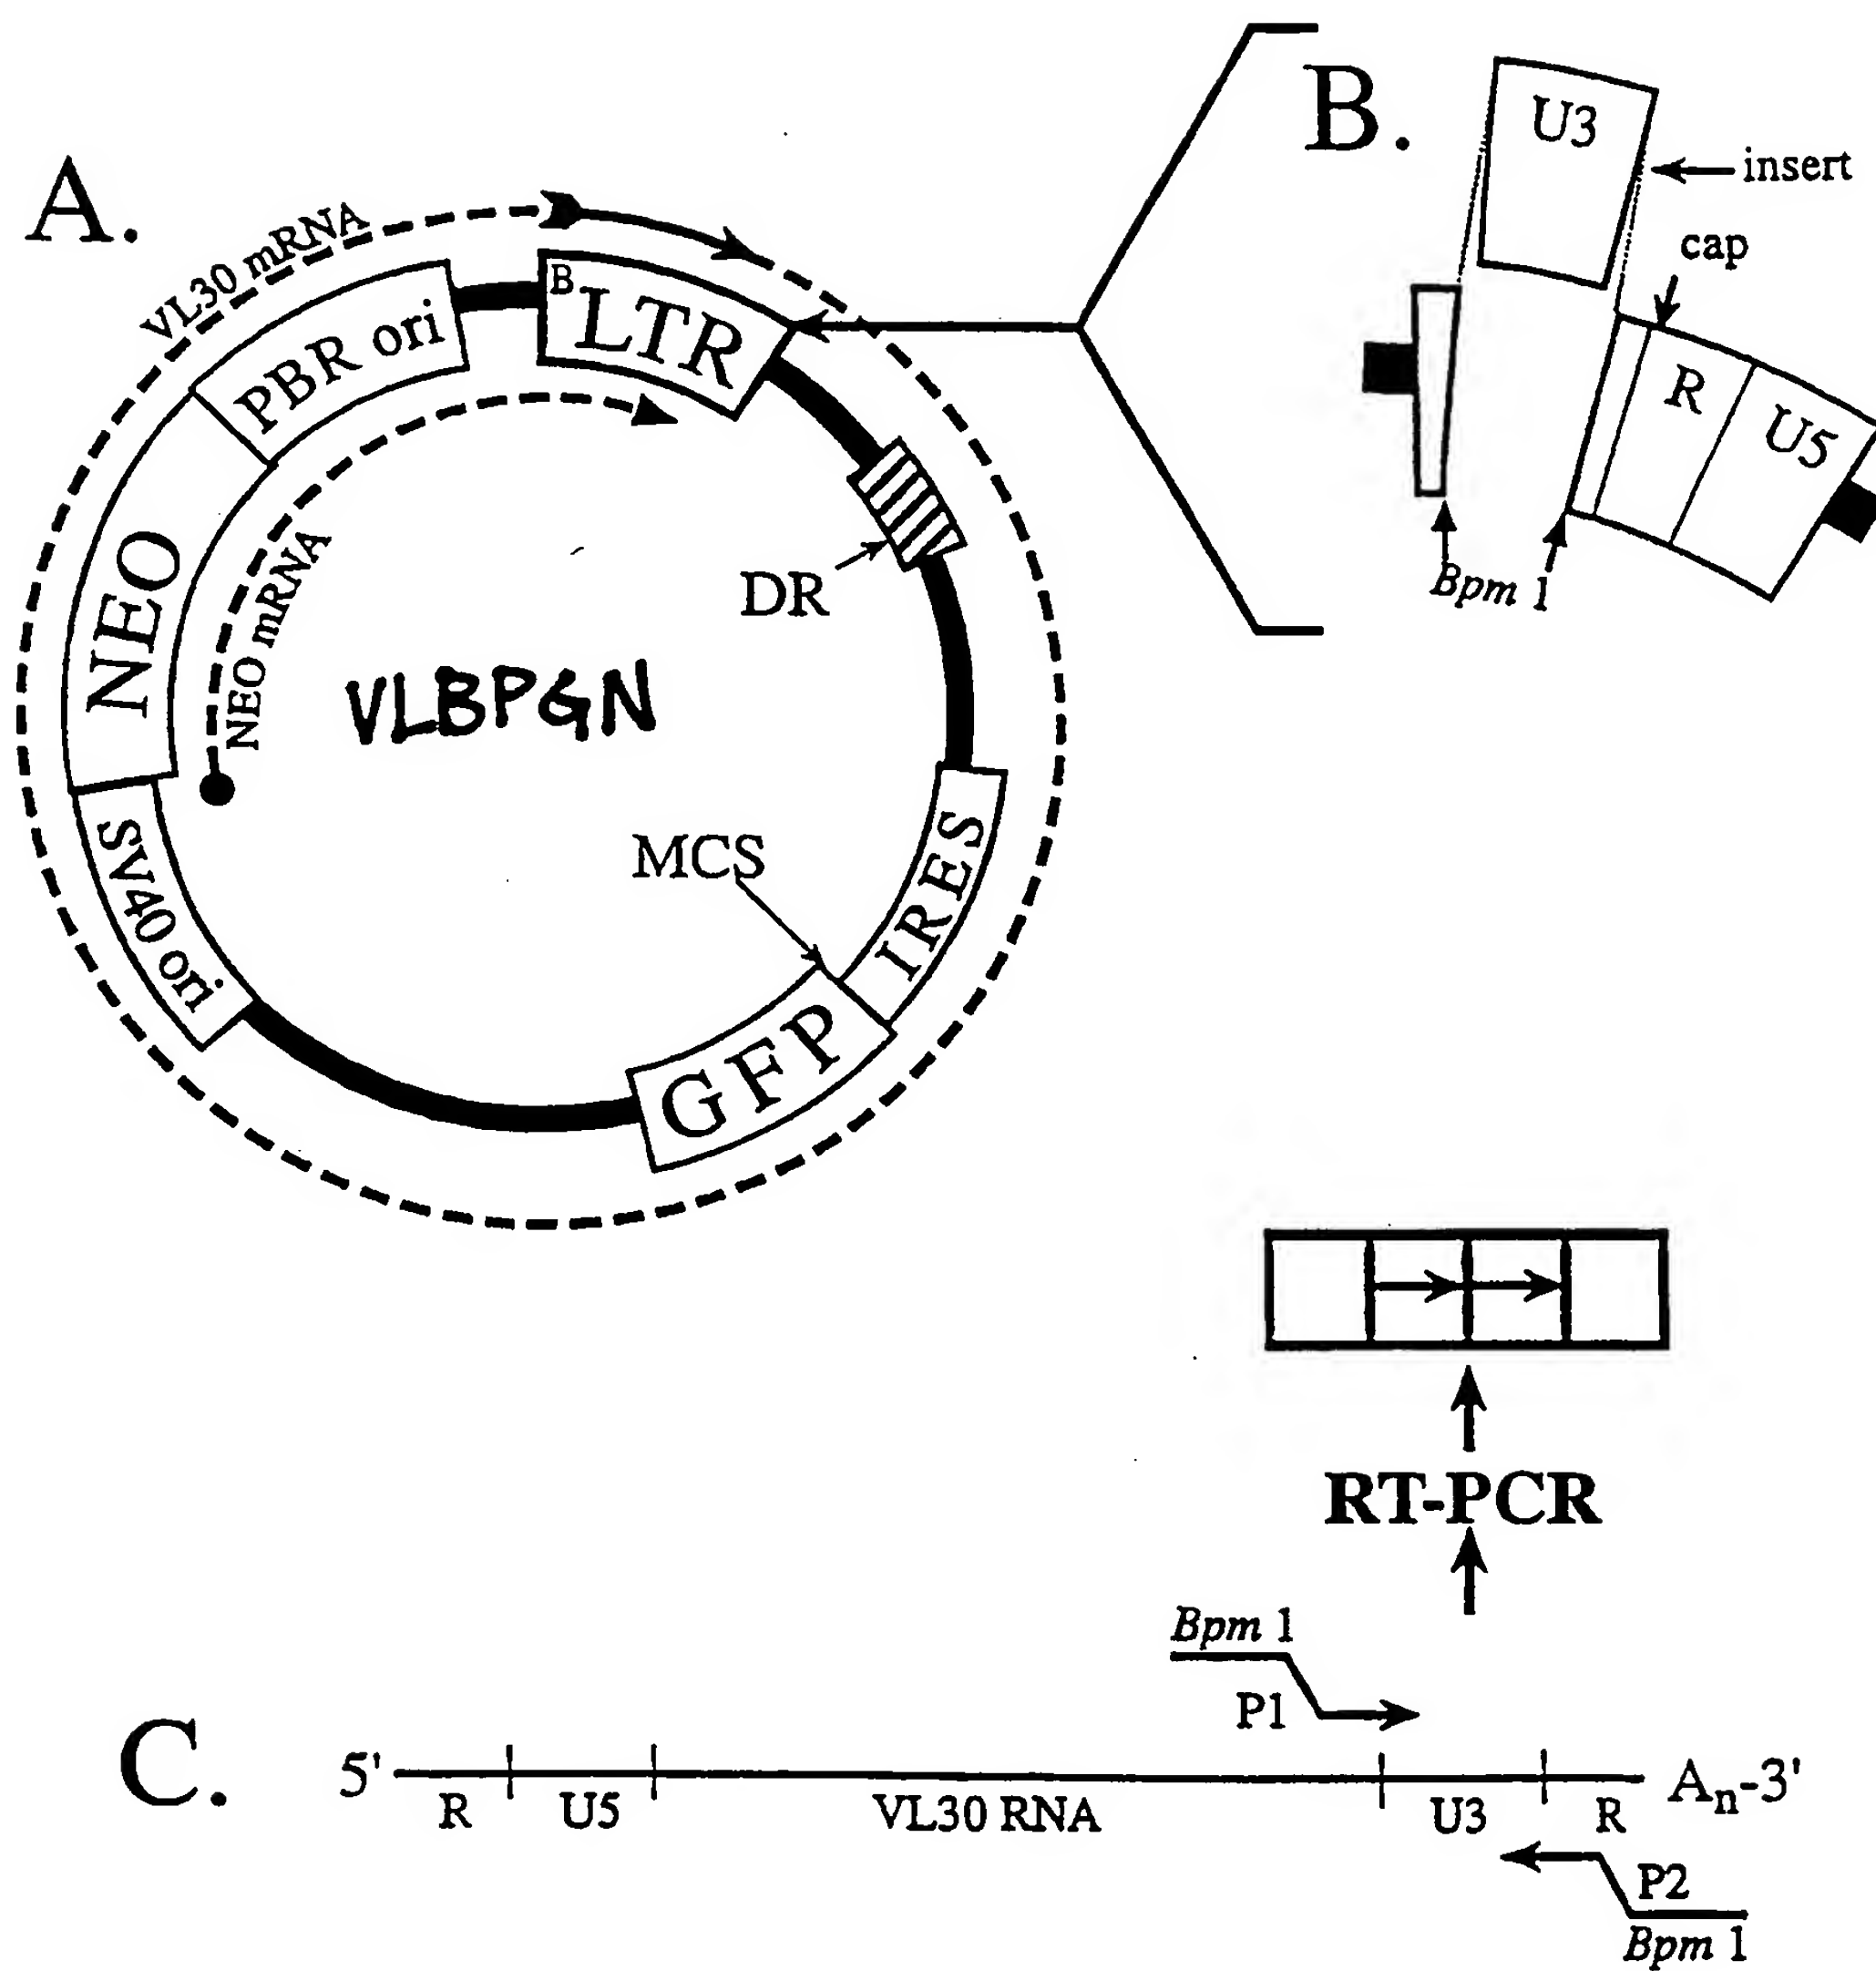 A.
VL30 mRNA
PBR ori
B
LTR
NEO
NEO mRNA
DR
VLBPGN
SV40 ori
MCS
IRES
GFP
B.
U3
insert
cap
R
U5
Bpm 1
RT-PCR
Bpm 1
P1
C.
5'
An-3'
R
U5
VL30 RNA
U3
R
P2
Bpm 1